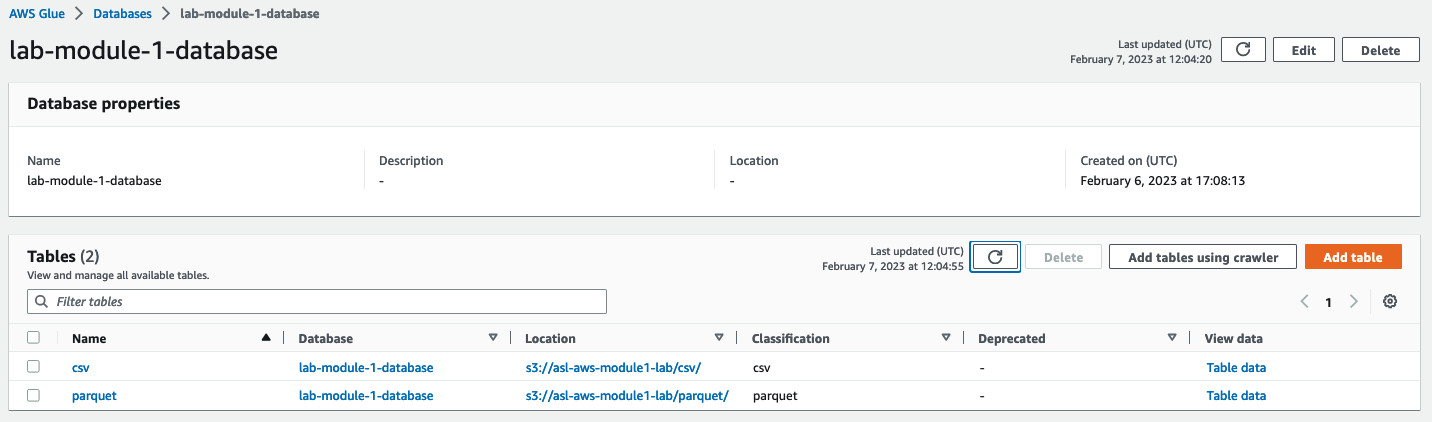 AWS Glue > Databases > lab-module-1-database
lab-module-1-database
Last updated (UTC)
February 7, 2023 at 12:04:20
Edit
Delete
Database properties
Name
lab-module-1-database
Description
-
Location
-
Created on (UTC)
February 6, 2023 at 17:08:13
Tables (2)
View and manage all available tables.
Last updated (UTC)
February 7, 2023 at 12:04:55
Delete
Add tables using crawler
Add table
Filter tables
1
Name Database Location Classification Deprecated View data
csv lab-module-1-database s3://asl-aws-module1-lab/csv/ csv - Table data
parquet lab-module-1-database s3://asl-aws-module1-lab/parquet/ parquet - Table data